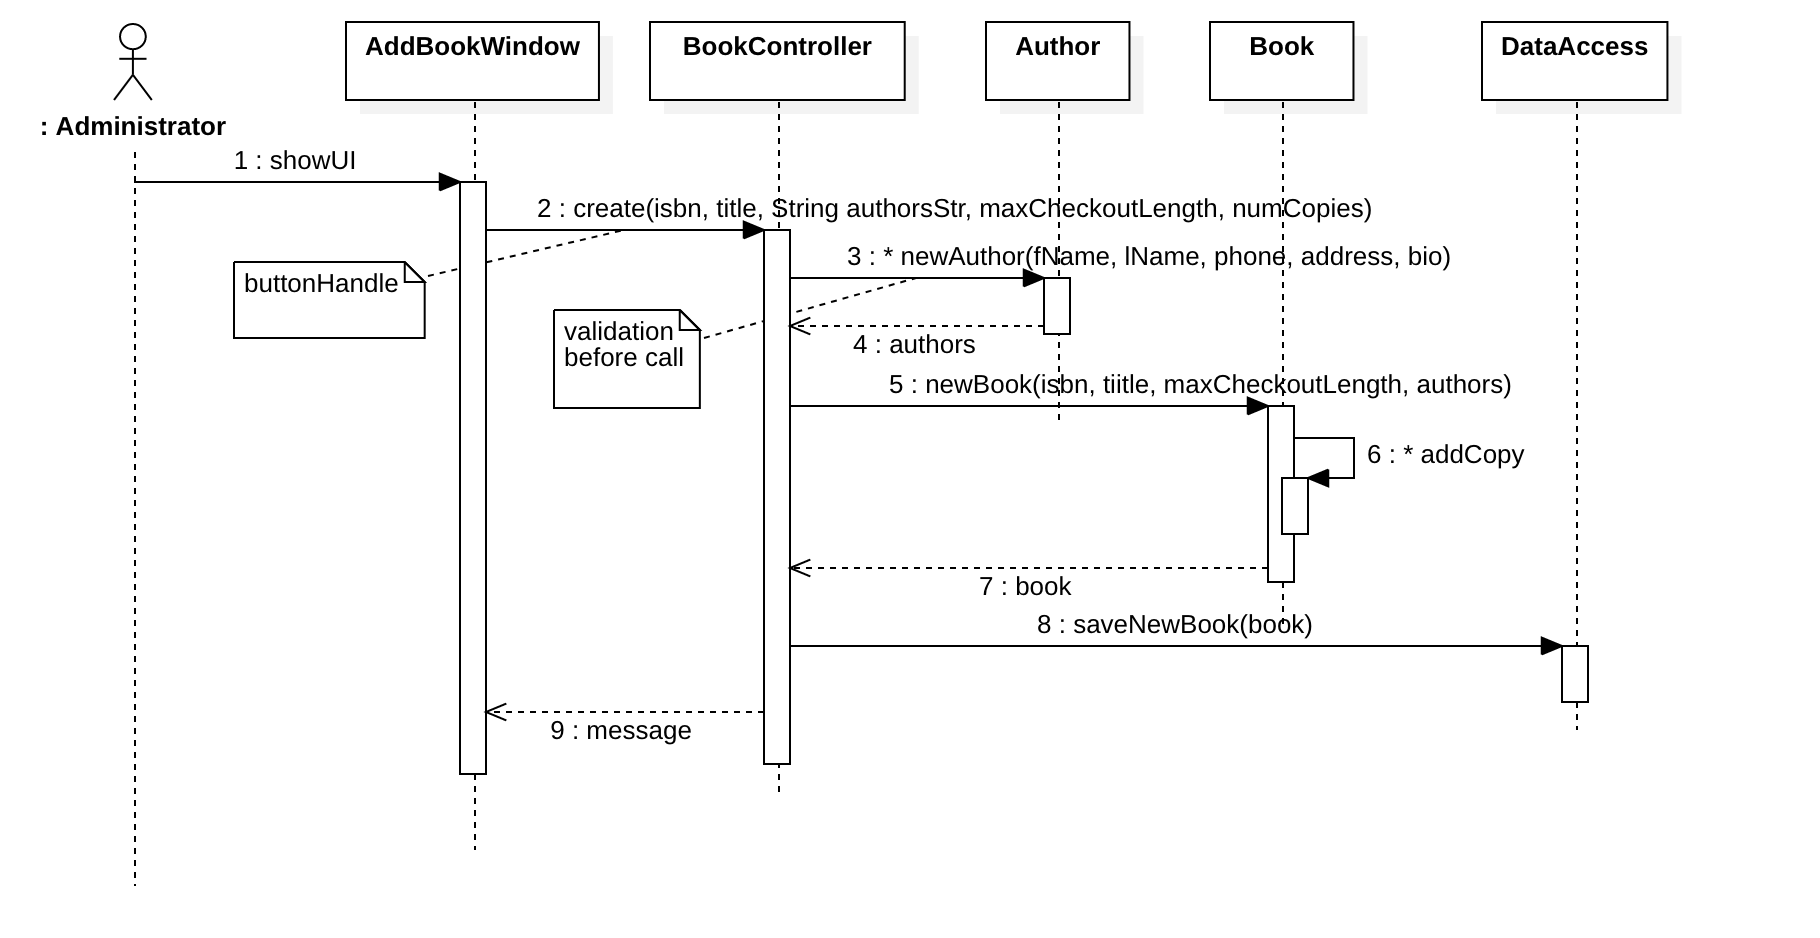 AddBookWindow
BookController
Author
Book
DataAccess
: Administrator
1 : showUI
2 : create(isbn, title, String authorsStr, maxCheckoutLength, numCopies)
3 : * newAuthor(fName, lName, phone, address, bio)
buttonHandle
validation
before call
4 : authors
5 : newBook(isbn, tiitle, maxCheckoutLength, authors)
6 : * addCopy
7 : book
8 : saveNewBook(book)
9 : message